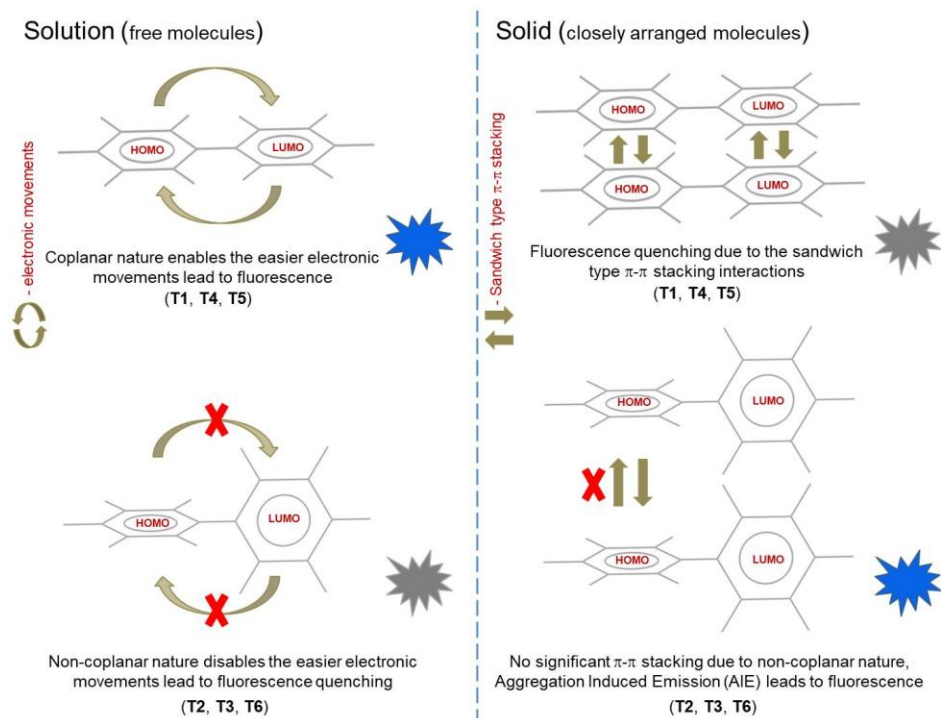 Solution (free molecules)
HOMO
LUMO
- electronic movements
Coplanar nature enables the easier electronic
movements lead to fluorescence
(T1, T4, T5)
HOMO
LUMO
Non-coplanar nature disables the easier electronic
movements lead to fluorescence quenching
(T2, T3, T6)
Solid (closely arranged molecules)
HOMO
LUMO
HOMO
LUMO
- Sandwich type π-π stacking
Fluorescence quenching due to the sandwich
type π-π stacking interactions
(T1, T4, T5)
HOMO
LUMO
HOMO
LUMO
No significant π-π stacking due to non-coplanar nature,
Aggregation Induced Emission (AIE) leads to fluorescence
(T2, T3, T6)